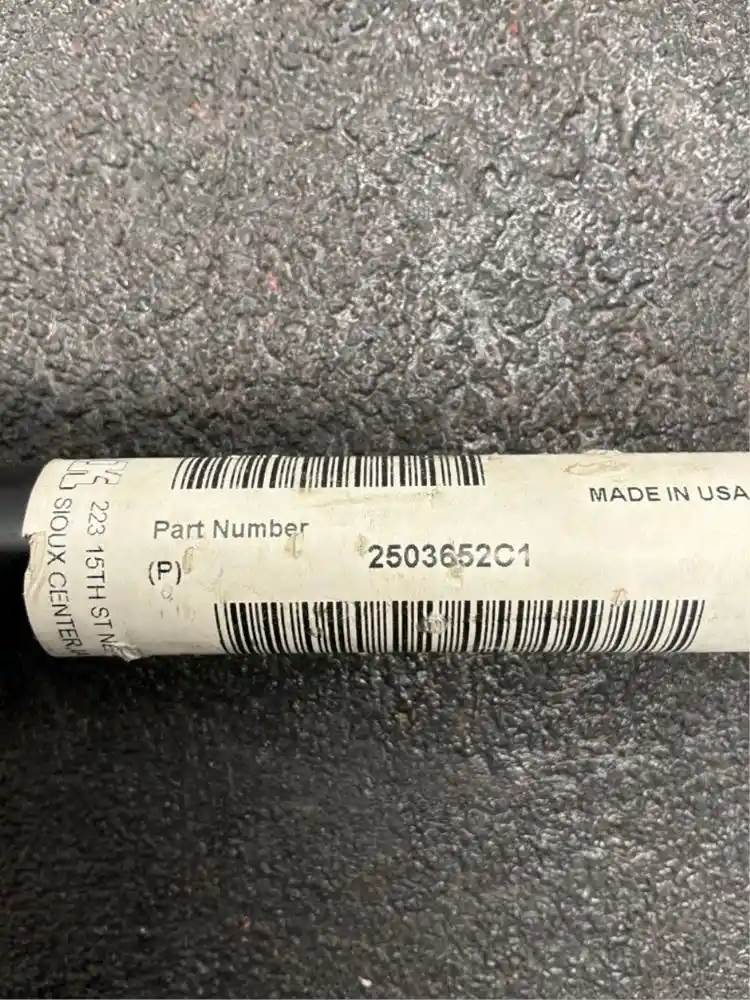 MADE IN USA
Part Number
(P) 2503652C1
223 15TH ST NE
SIOUX CENTER,